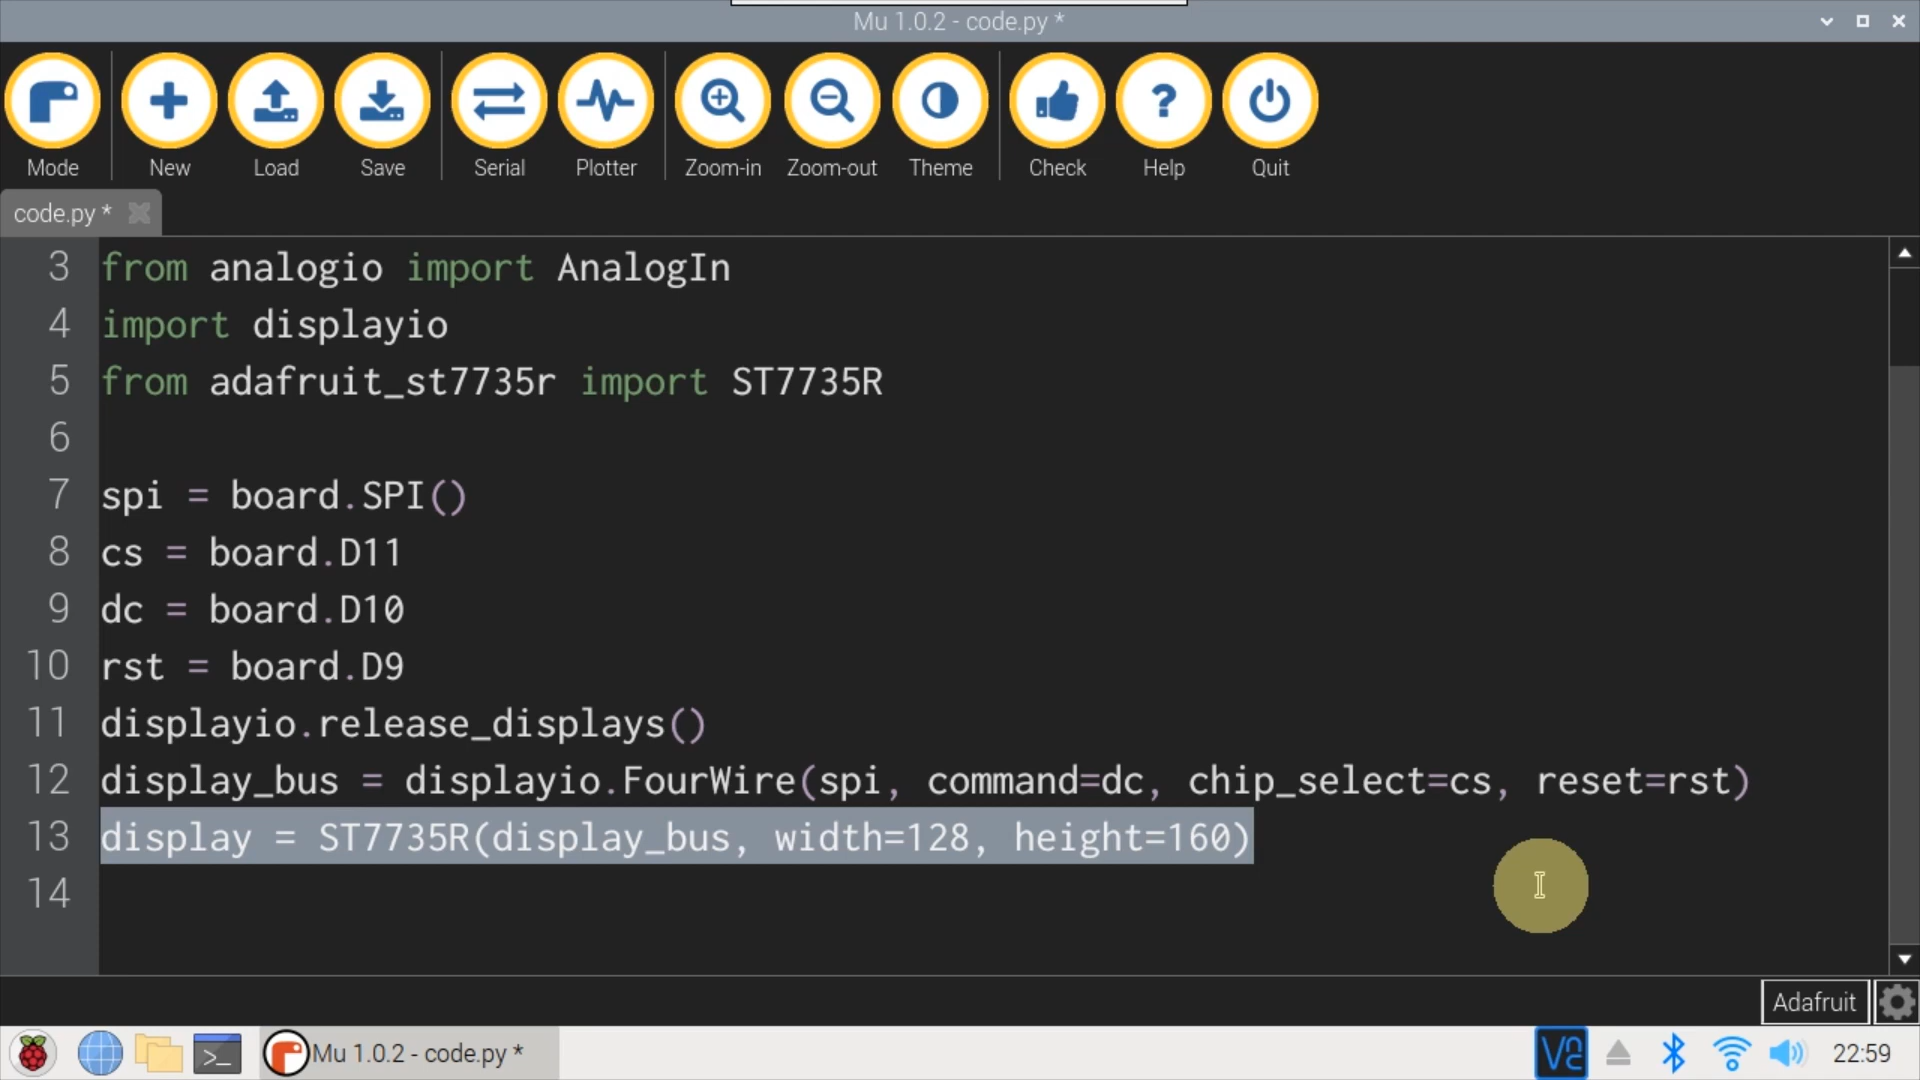 Mu 1.0.2 - code.py *
Mode New Load Save Serial Plotter Zoom-in Zoom-out Theme Check Help Quit
code.py *
3 from analogio import AnalogIn
4 import displayio
5 from adafruit_st7735r import ST7735R
6
7 spi = board.SPI()
8 cs = board.D11
9 dc = board.D10
10 rst = board.D9
11 displayio.release_displays()
12 display_bus = displayio.FourWire(spi, command=dc, chip_select=cs, reset=rst)
13 display = ST7735R(display_bus, width=128, height=160)
14
Adafruit
Mu 1.0.2 - code.py *
22:59